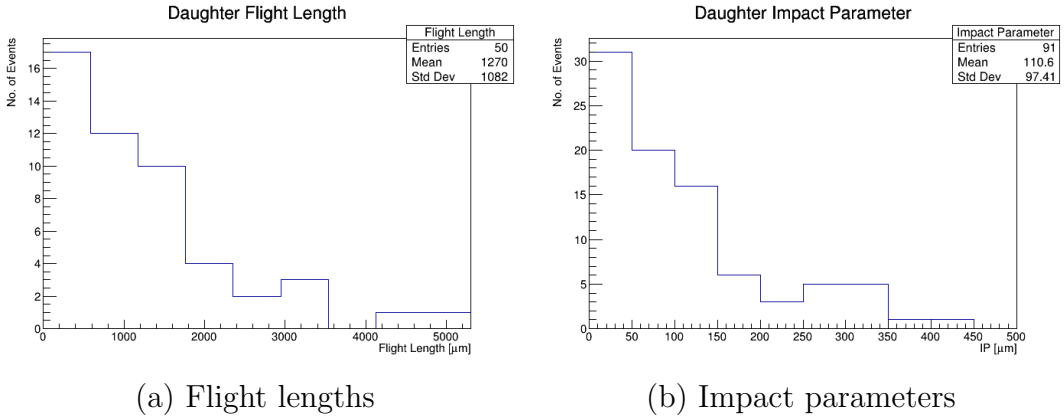 Daughter Flight Length
No. of Events
Flight Length
Entries 50
Mean 1270
Std Dev 1082
16
14
12
10
8
6
4
2
0
0 1000 2000 3000 4000 5000
Flight Length [μm]
(a) Flight lengths
Daughter Impact Parameter
No. of Events
Impact Parameter
Entries 91
Mean 110.6
Std Dev 97.41
30
25
20
15
10
5
0
0 50 100 150 200 250 300 350 400 450 500
IP [μm]
(b) Impact parameters